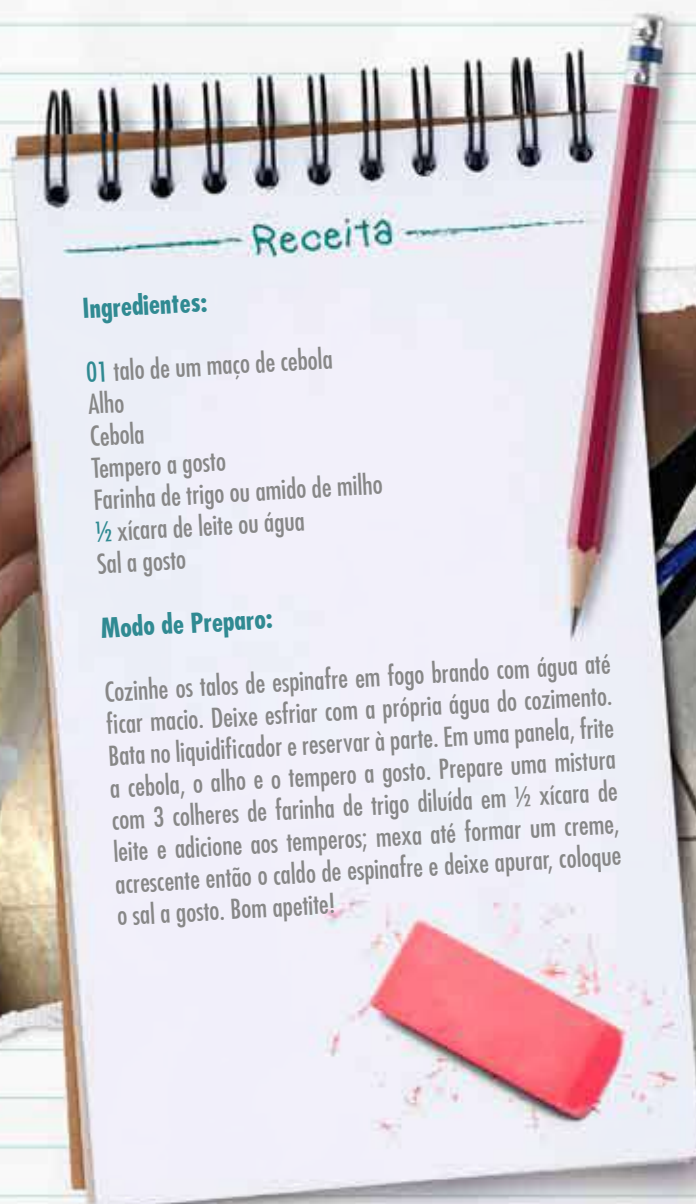 Receita
Ingredientes:
01 talo de um maço de cebola
Alho
Cebola
Tempero a gosto
Farinha de trigo ou amido de milho
½ xícara de leite ou água
Sal a gosto
Modo de Preparo:
Cozinhe os talos de espinafre em fogo brando com água até
ficar macio. Deixe esfriar com a própria água do cozimento.
Bata no liquidificador e reservar à parte. Em uma panela, frite
a cebola, o alho e o tempero a gosto. Prepare uma mistura
com 3 colheres de farinha de trigo diluída em ½ xícara de
leite e adicione aos temperos; mexa até formar um creme,
acrescente então o caldo de espinafre e deixe apurar, coloque
o sal a gosto. Bom apetite!